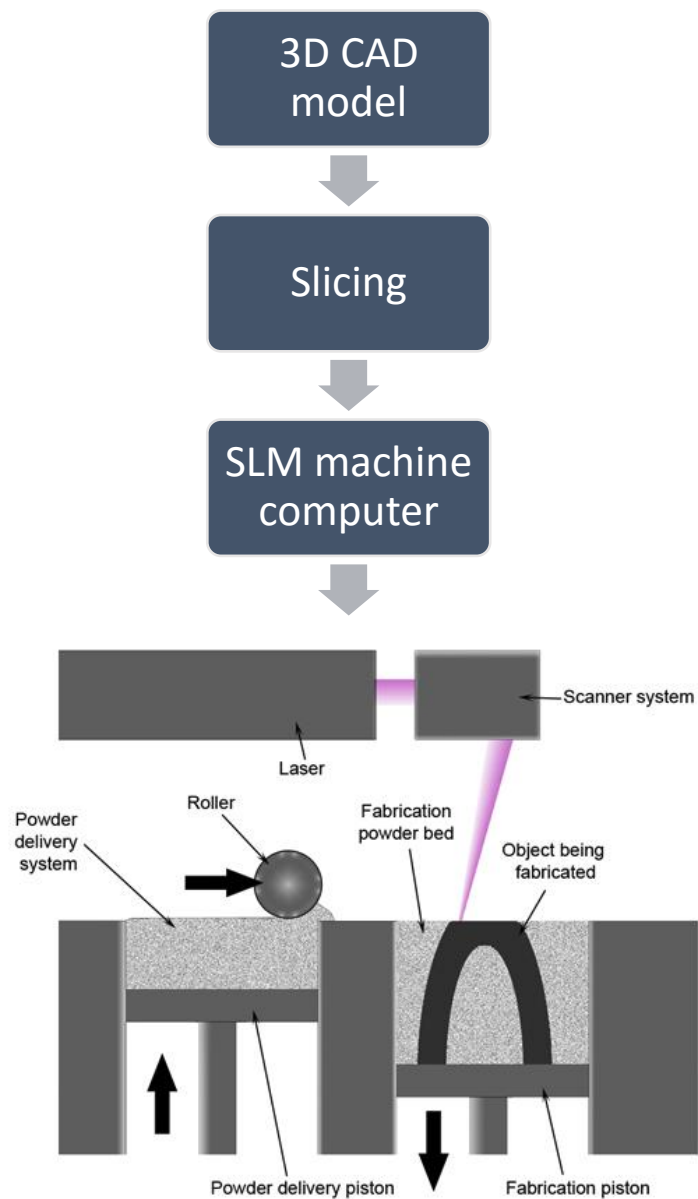 3D CAD
model
Slicing
SLM machine
computer
Scanner system
Laser
Roller
Powder
delivery
system
Fabrication
powder bed
Object being
fabricated
Powder delivery piston
Fabrication piston